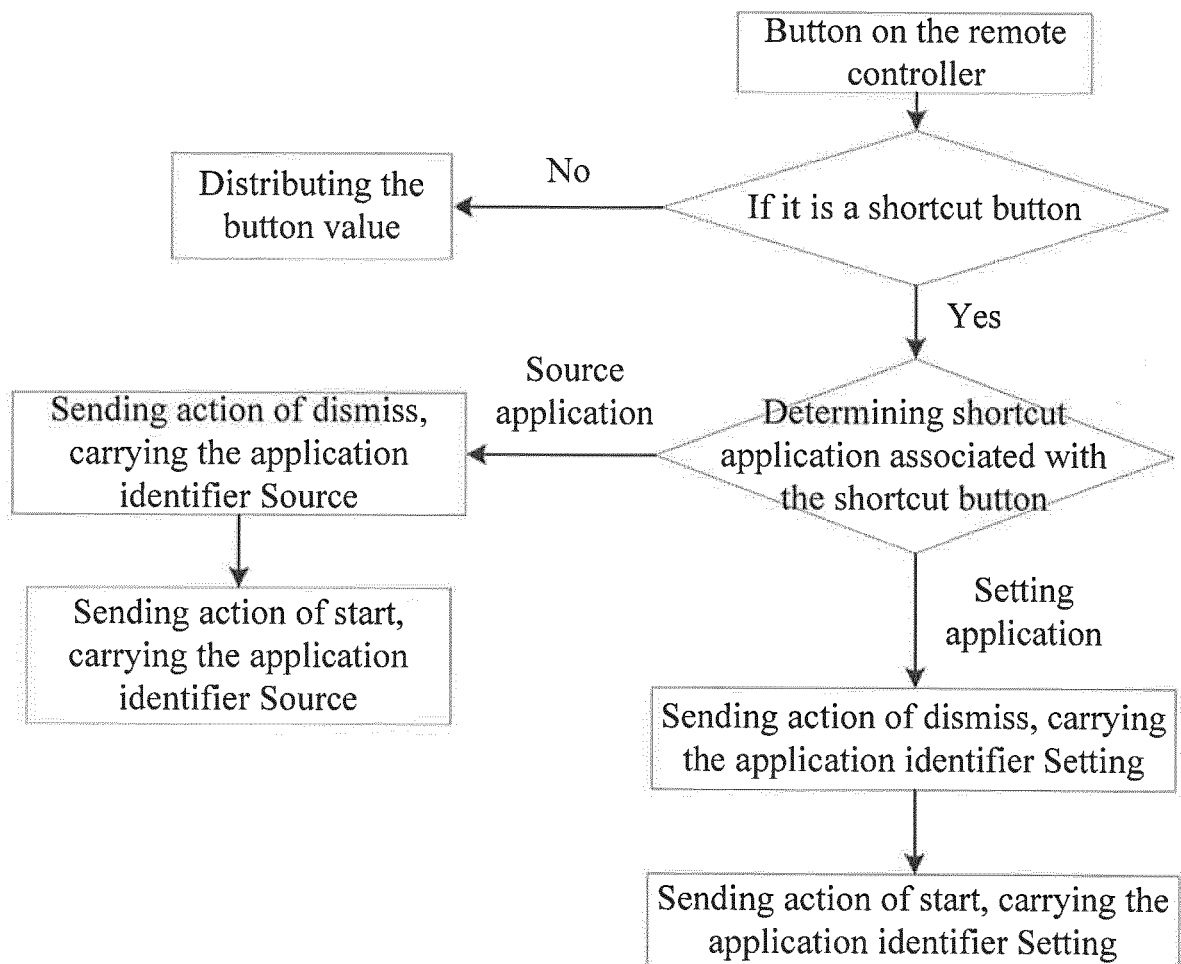 Button on the remote
controller
No
Distributing the
button value
If it is a shortcut button
Yes
Source
application
Sending action of dismiss,
carrying the application
identifier Source
Determining shortcut
application associated with
the shortcut button
Sending action of start,
carrying the application
identifier Source
Setting
application
Sending action of dismiss, carrying
the application identifier Setting
Sending action of start, carrying the
application identifier Setting